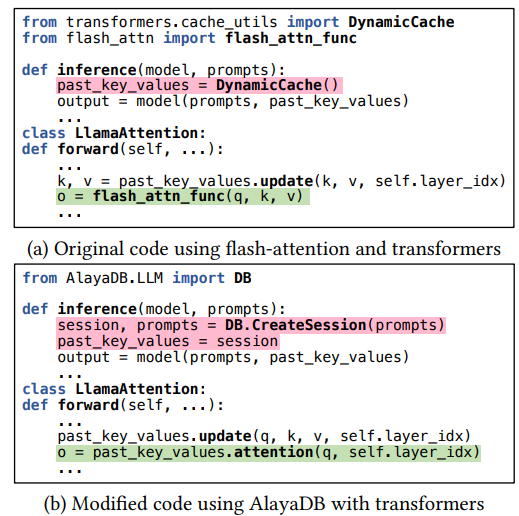 from transformers.cache_utils import DynamicCache
from flash_attn import flash_attn_func
def inference(model, prompts):
past_key_values = DynamicCache()
output = model(prompts, past_key_values)
...
class LlamaAttention:
def forward(self, ...):
...
k, v = past_key_values.update(k, v, self.layer_idx)
o = flash_attn_func(q, k, v)
...
(a) Original code using flash-attention and transformers
from AlayaDB.LLM import DB
def inference(model, prompts):
session, prompts = DB.CreateSession(prompts)
past_key_values = session
output = model(prompts, past_key_values)
...
class LlamaAttention:
def forward(self, ...):
...
past_key_values.update(q, k, v, self.layer_idx)
o = past_key_values.attention(q, self.layer_idx)
...
(b) Modified code using AlayaDB with transformers